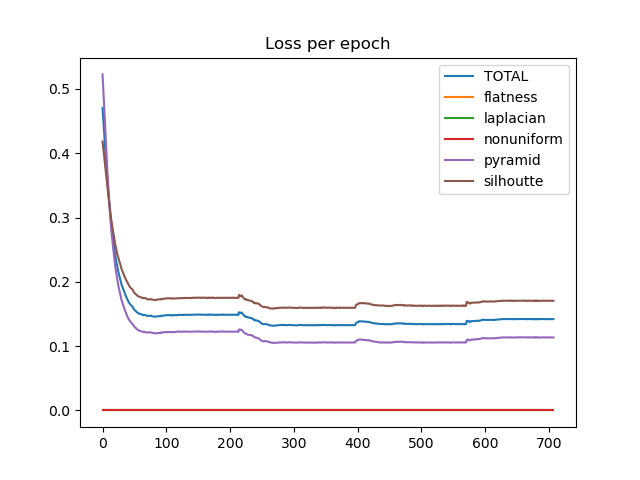 Loss per epoch
TOTAL
flatness
laplacian
nonuniform
pyramid
silhoutte
0.5
0.4
0.3
0.2
0.1
0.0
0 100 200 300 400 500 600 700